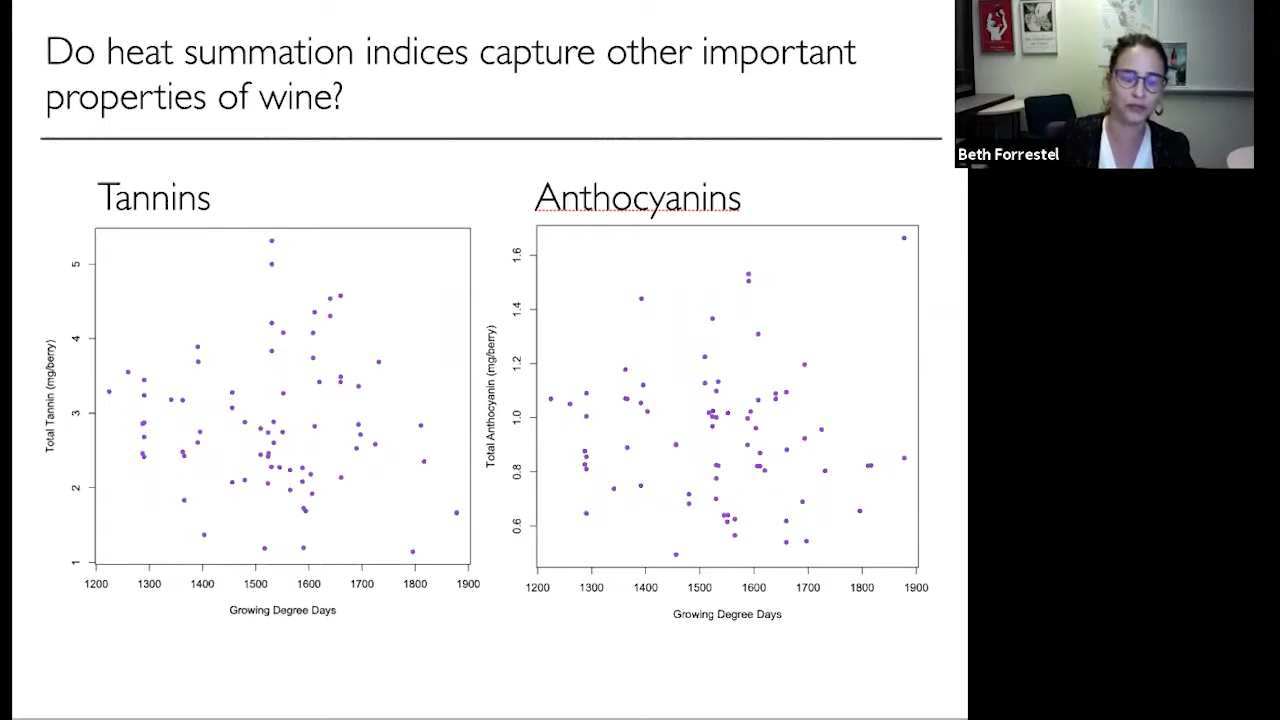 Do heat summation indices capture other important
properties of wine?
Beth Forrestel
Tannins
Total Tannin (mg/berry)
5
4
3
2
1
1200 1300 1400 1500 1600 1700 1800 1900
Growing Degree Days
Anthocyanins
Total Anthocyanin (mg/berry)
1.6
1.4
1.2
1.0
0.8
0.6
1200 1300 1400 1500 1600 1700 1800 1900
Growing Degree Days